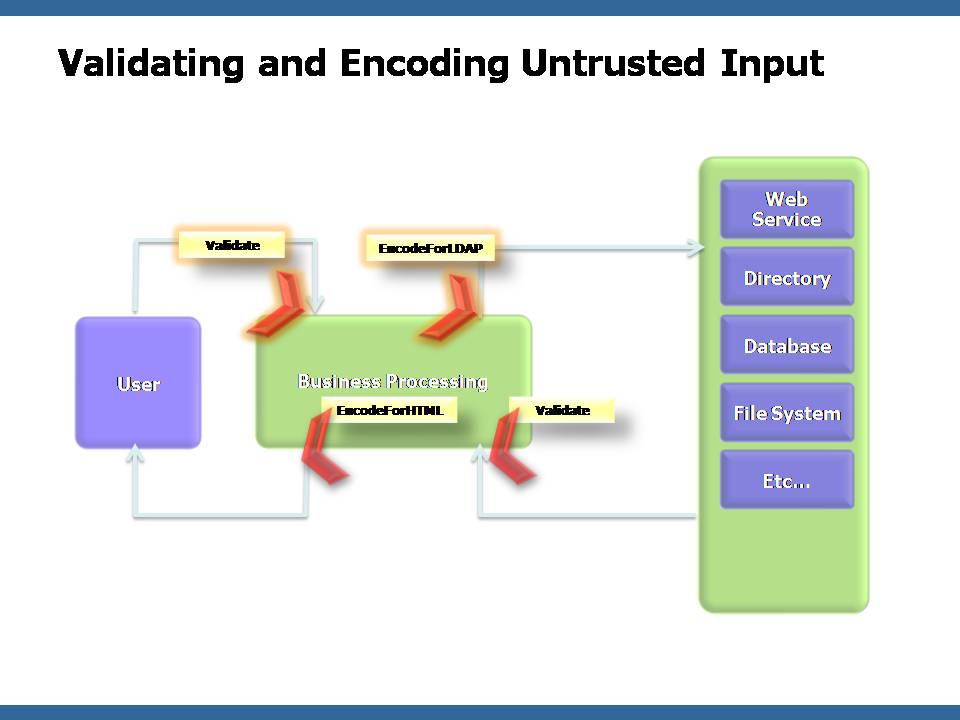 Validating and Encoding Untrusted Input
Validate
EncodeForLDAP
User
Business Processing
EncodeForHTML
Validate
Web
Service
Directory
Database
File System
Etc...